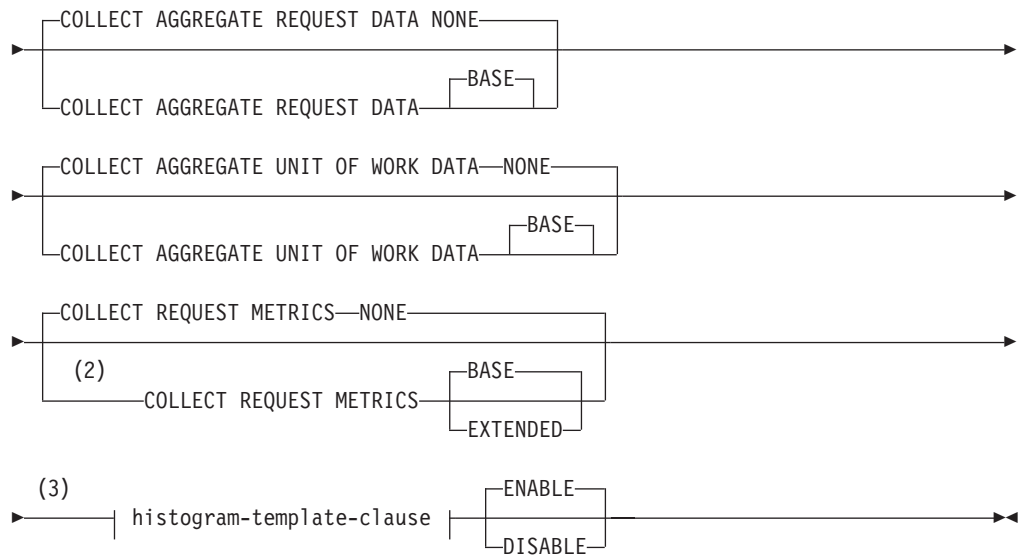 COLLECT AGGREGATE REQUEST DATA NONE
BASE
COLLECT AGGREGATE REQUEST DATA
COLLECT AGGREGATE UNIT OF WORK DATA NONE
BASE
COLLECT AGGREGATE UNIT OF WORK DATA
COLLECT REQUEST METRICS NONE
(2) BASE
COLLECT REQUEST METRICS
EXTENDED
(3) ENABLE
histogram-template-clause
DISABLE